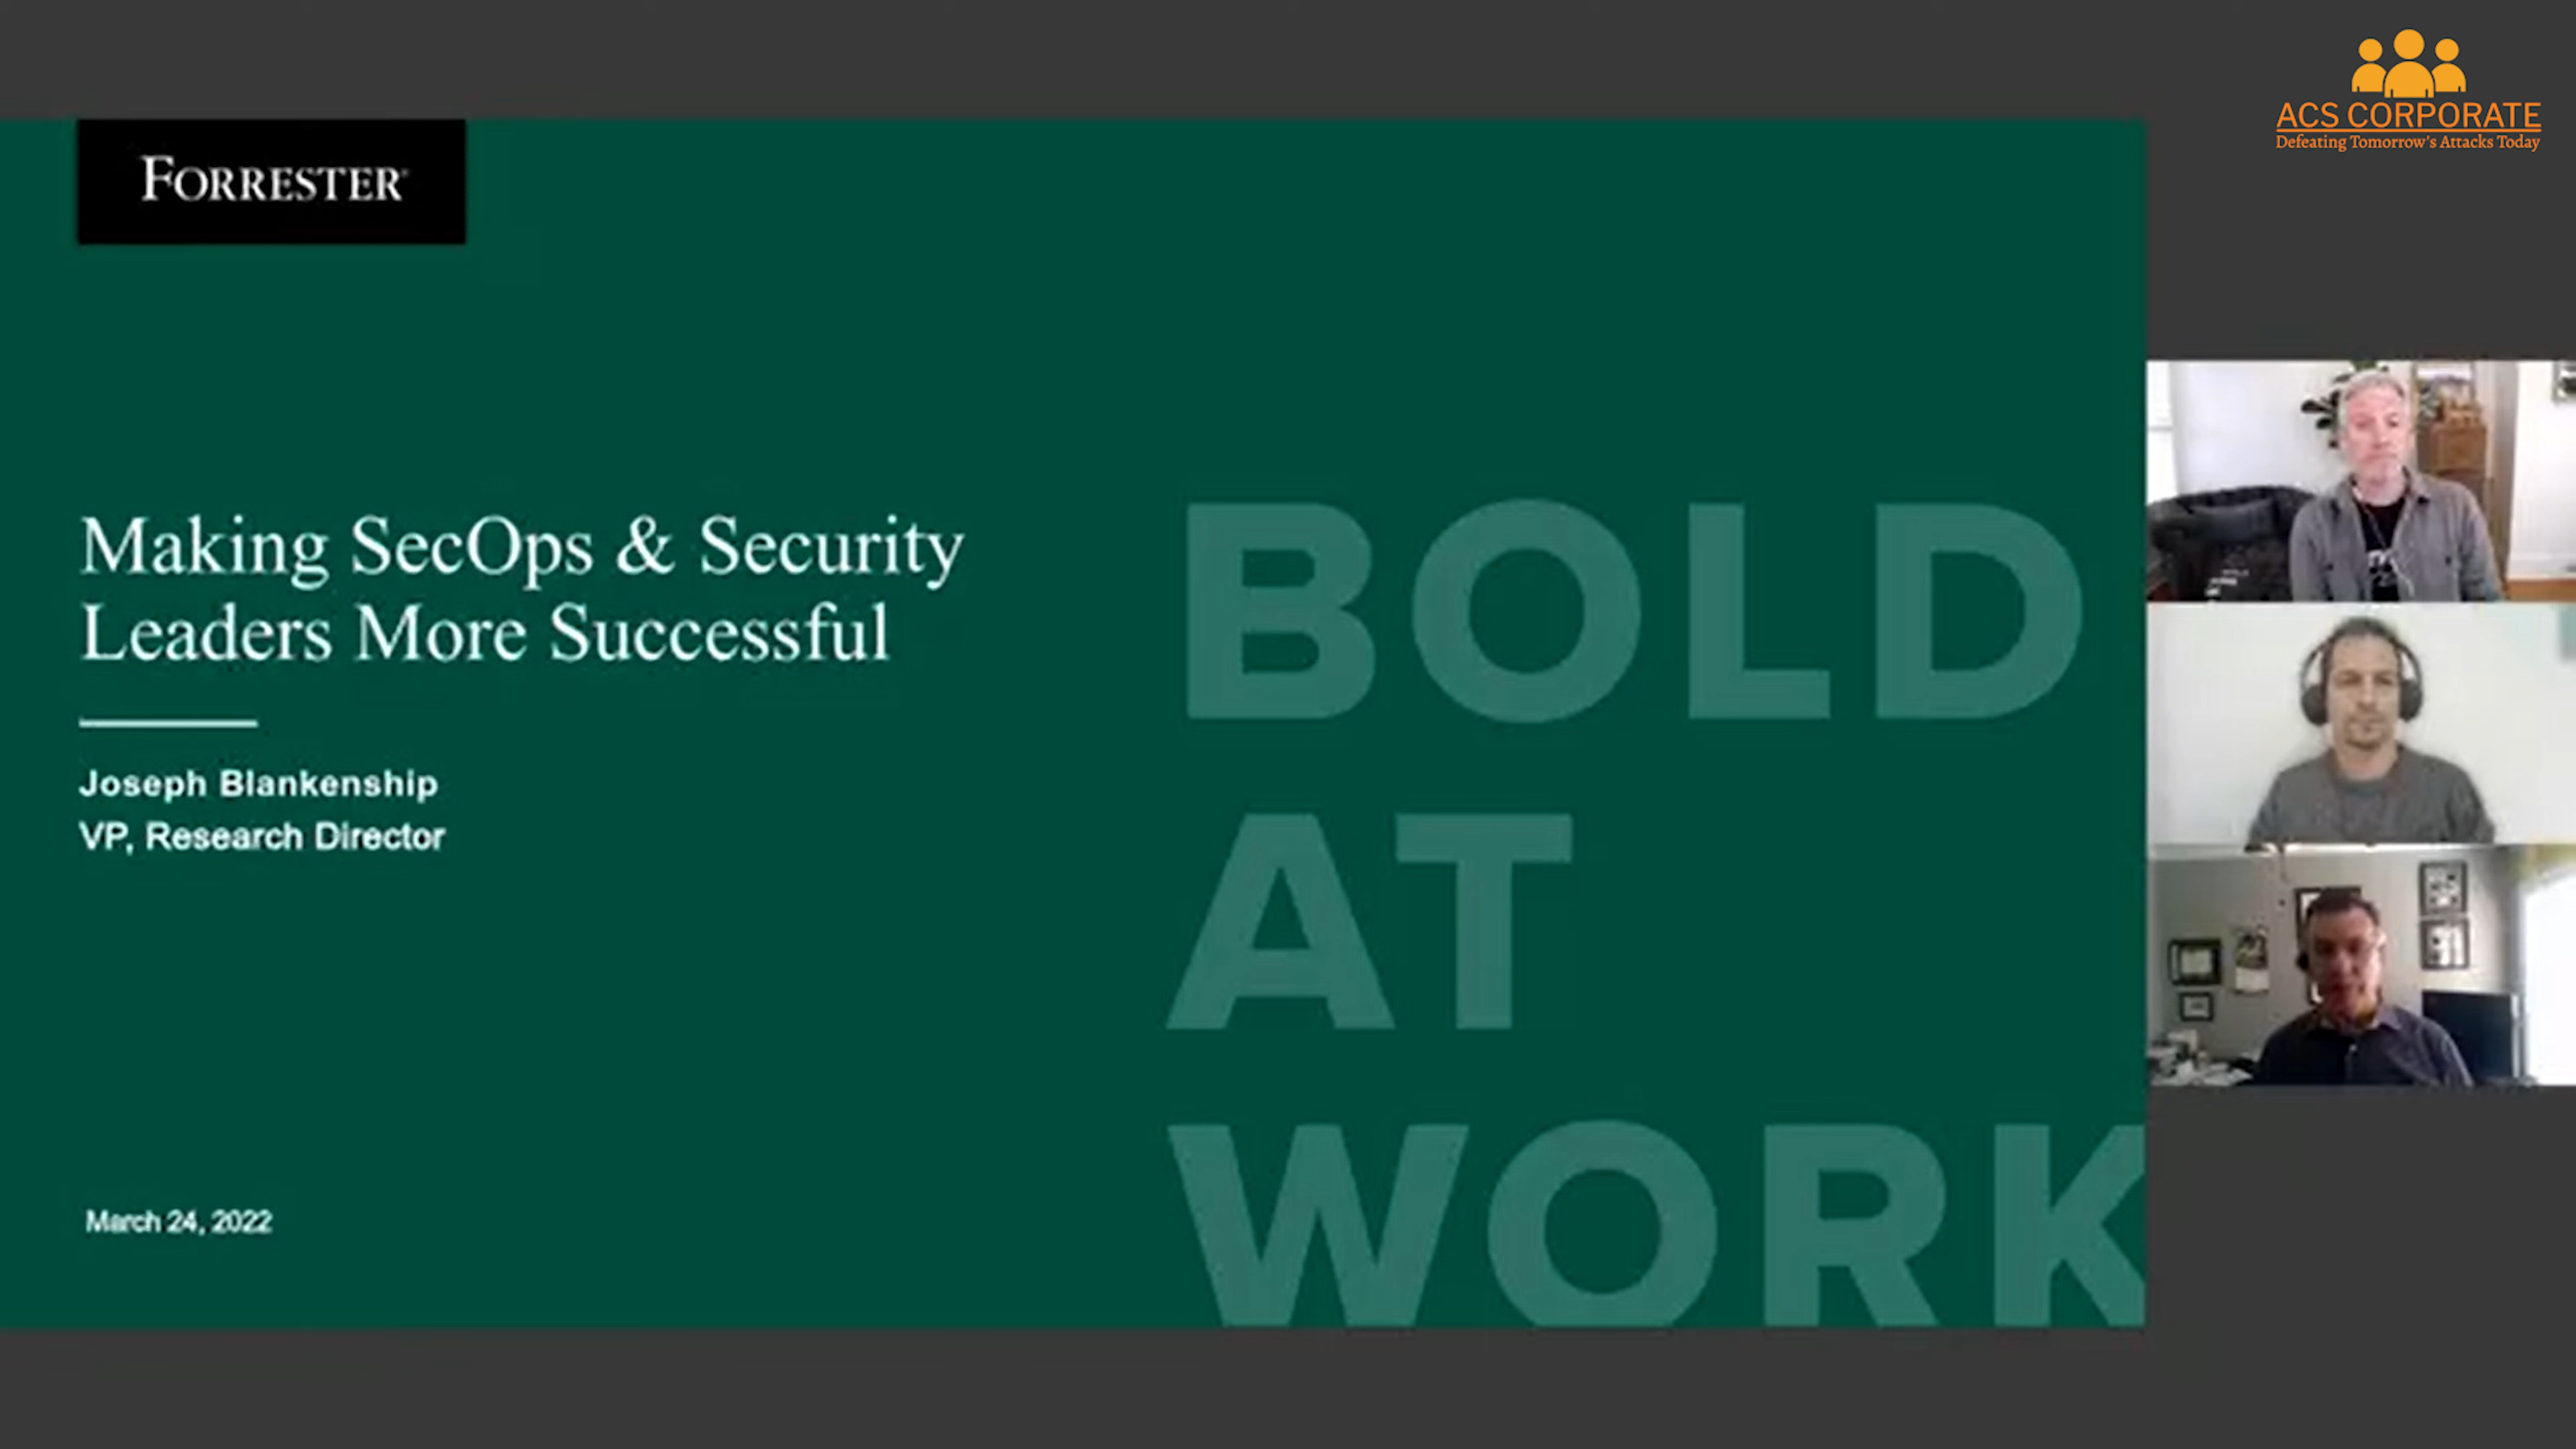 ACS CORPORATE
Defeating Tomorrow's Attacks Today
FORRESTER
Making SecOps & Security
Leaders More Successful
Joseph Blankenship
VP, Research Director
March 24, 2022
BOLD
AT
WORK